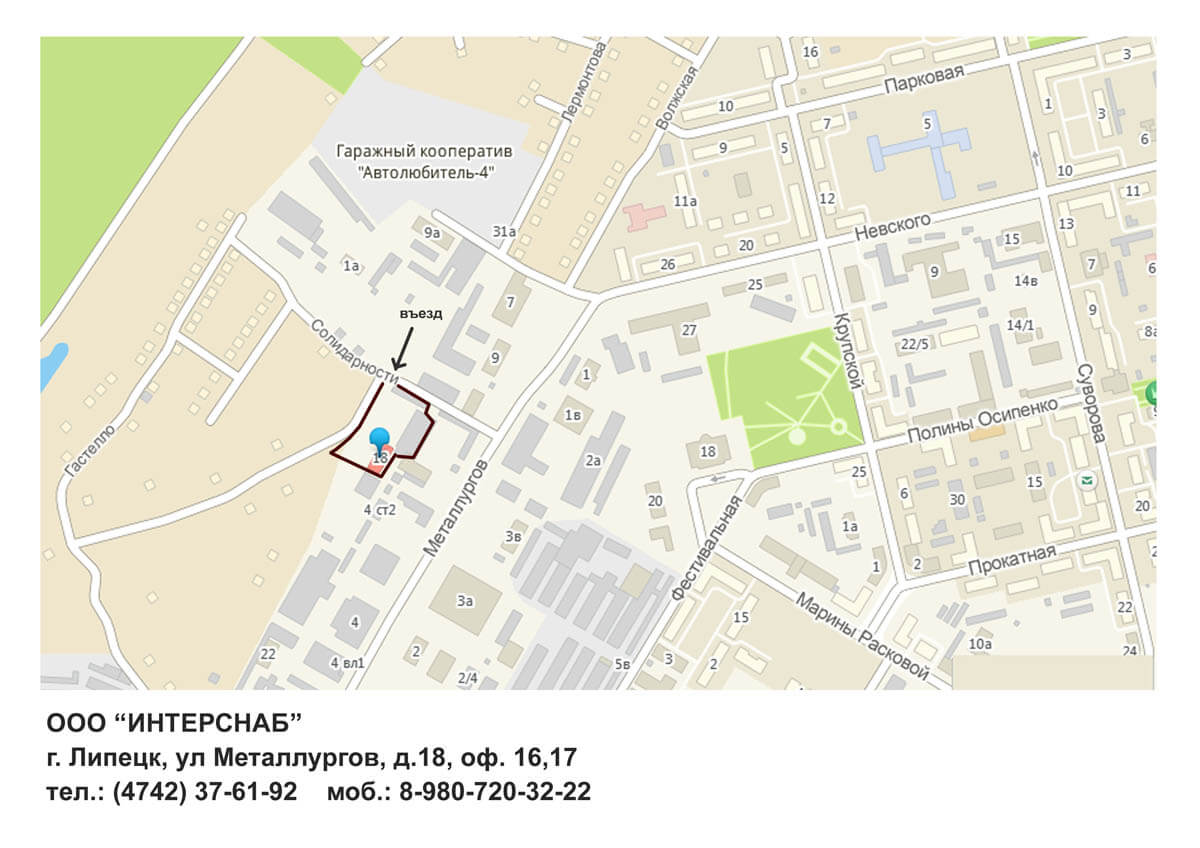 16
3
Парковая
Лермонтова
Волжская
10
1
3
7
5
6
Гаражный кооператив
"Автолюбитель-4"
9
5
10
11а
12
11
9а
31а
Невского
13
20
15
26
1а
7
6
9
25
14в
7
въезд
27
9
8а
14/1
Крупской
22/5
Солидарности
9
1
Суворова
1в
Полины Осипенко
Гастелло
18
18
2а
25
15
20
6
30
20
4 ст2
Металлургов
1а
3в
Фестивальная
Прокатная
2
1
3а
Марины Расковой
22
4
15
10а
22
2
24
4 вл1
5в
3
2
2/4
ООО “ИНТЕРСНАБ”
г. Липецк, ул Металлургов, д.18, оф. 16,17
тел.: (4742) 37-61-92 моб.: 8-980-720-32-22